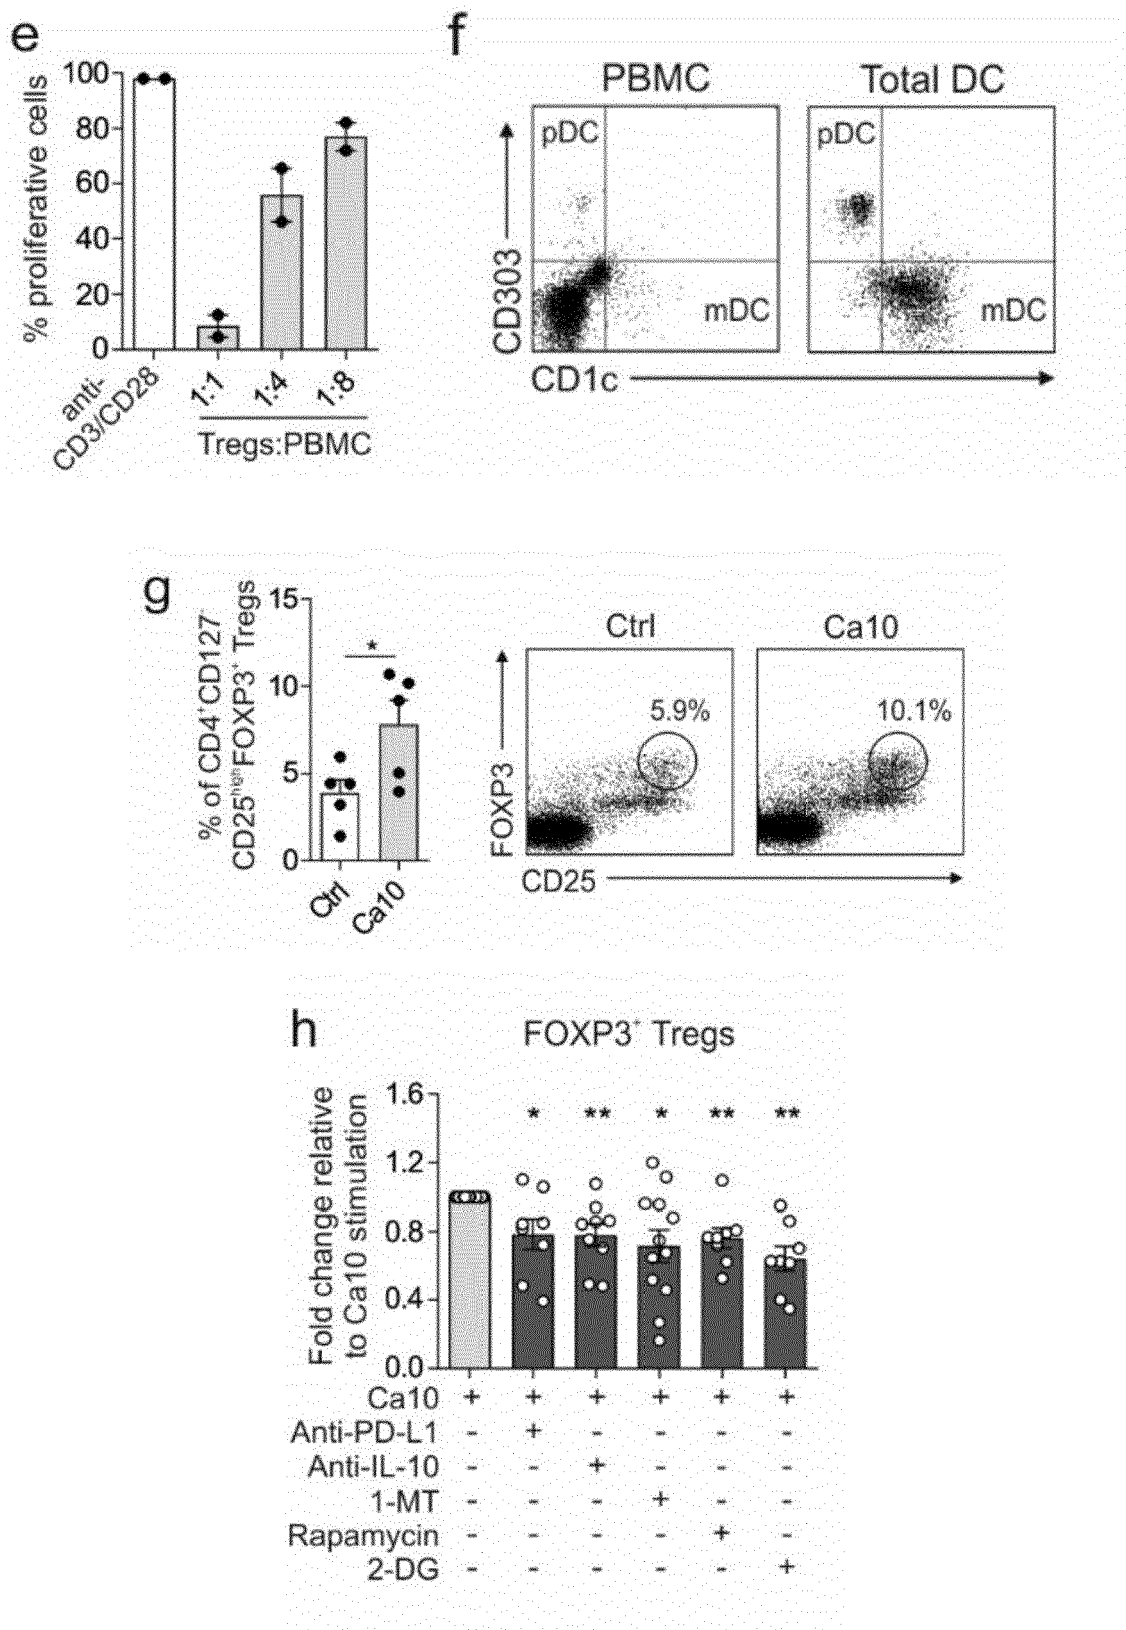 e
% proliferative cells
100
80
60
40
20
0
anti-
CD3/CD28
1:1
1:4
1:8
Tregs:PBMC
f
PBMC
Total DC
pDC
pDC
mDC
mDC
CD303
CD1c
g
% of CD4⁺CD127⁻
CD25ʰⁱᵍʰFOXP3⁺ Tregs
15
10
5
0
*
Ctrl
Ca10
Ctrl
Ca10
5.9%
10.1%
FOXP3
CD25
h
FOXP3⁺ Tregs
Fold change relative
to Ca10 stimulation
1.6
1.2
0.8
0.4
0.0
* ** * ** **
Ca10 + + + + + +
Anti-PD-L1 - + - - - -
Anti-IL-10 - - + - - -
1-MT - - - + - -
Rapamycin - - - - + -
2-DG - - - - - +